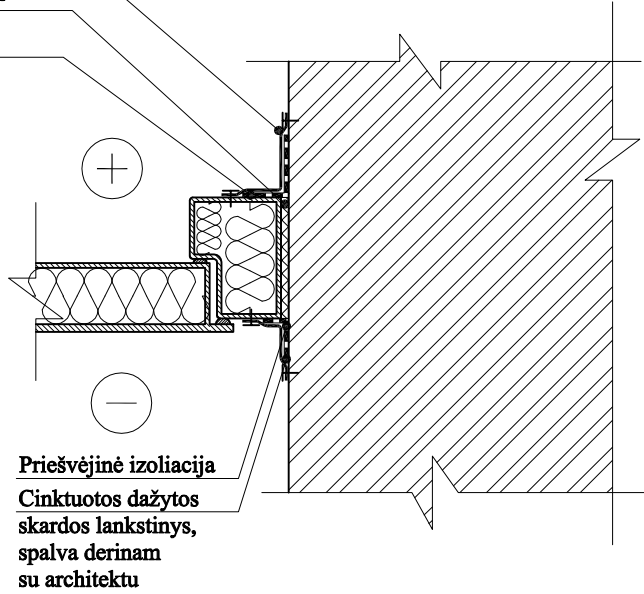 +
−
Priešvėjinė izoliacija
Cinktuotos dažytos
skardos lankstinys,
spalva derinam
su architektu